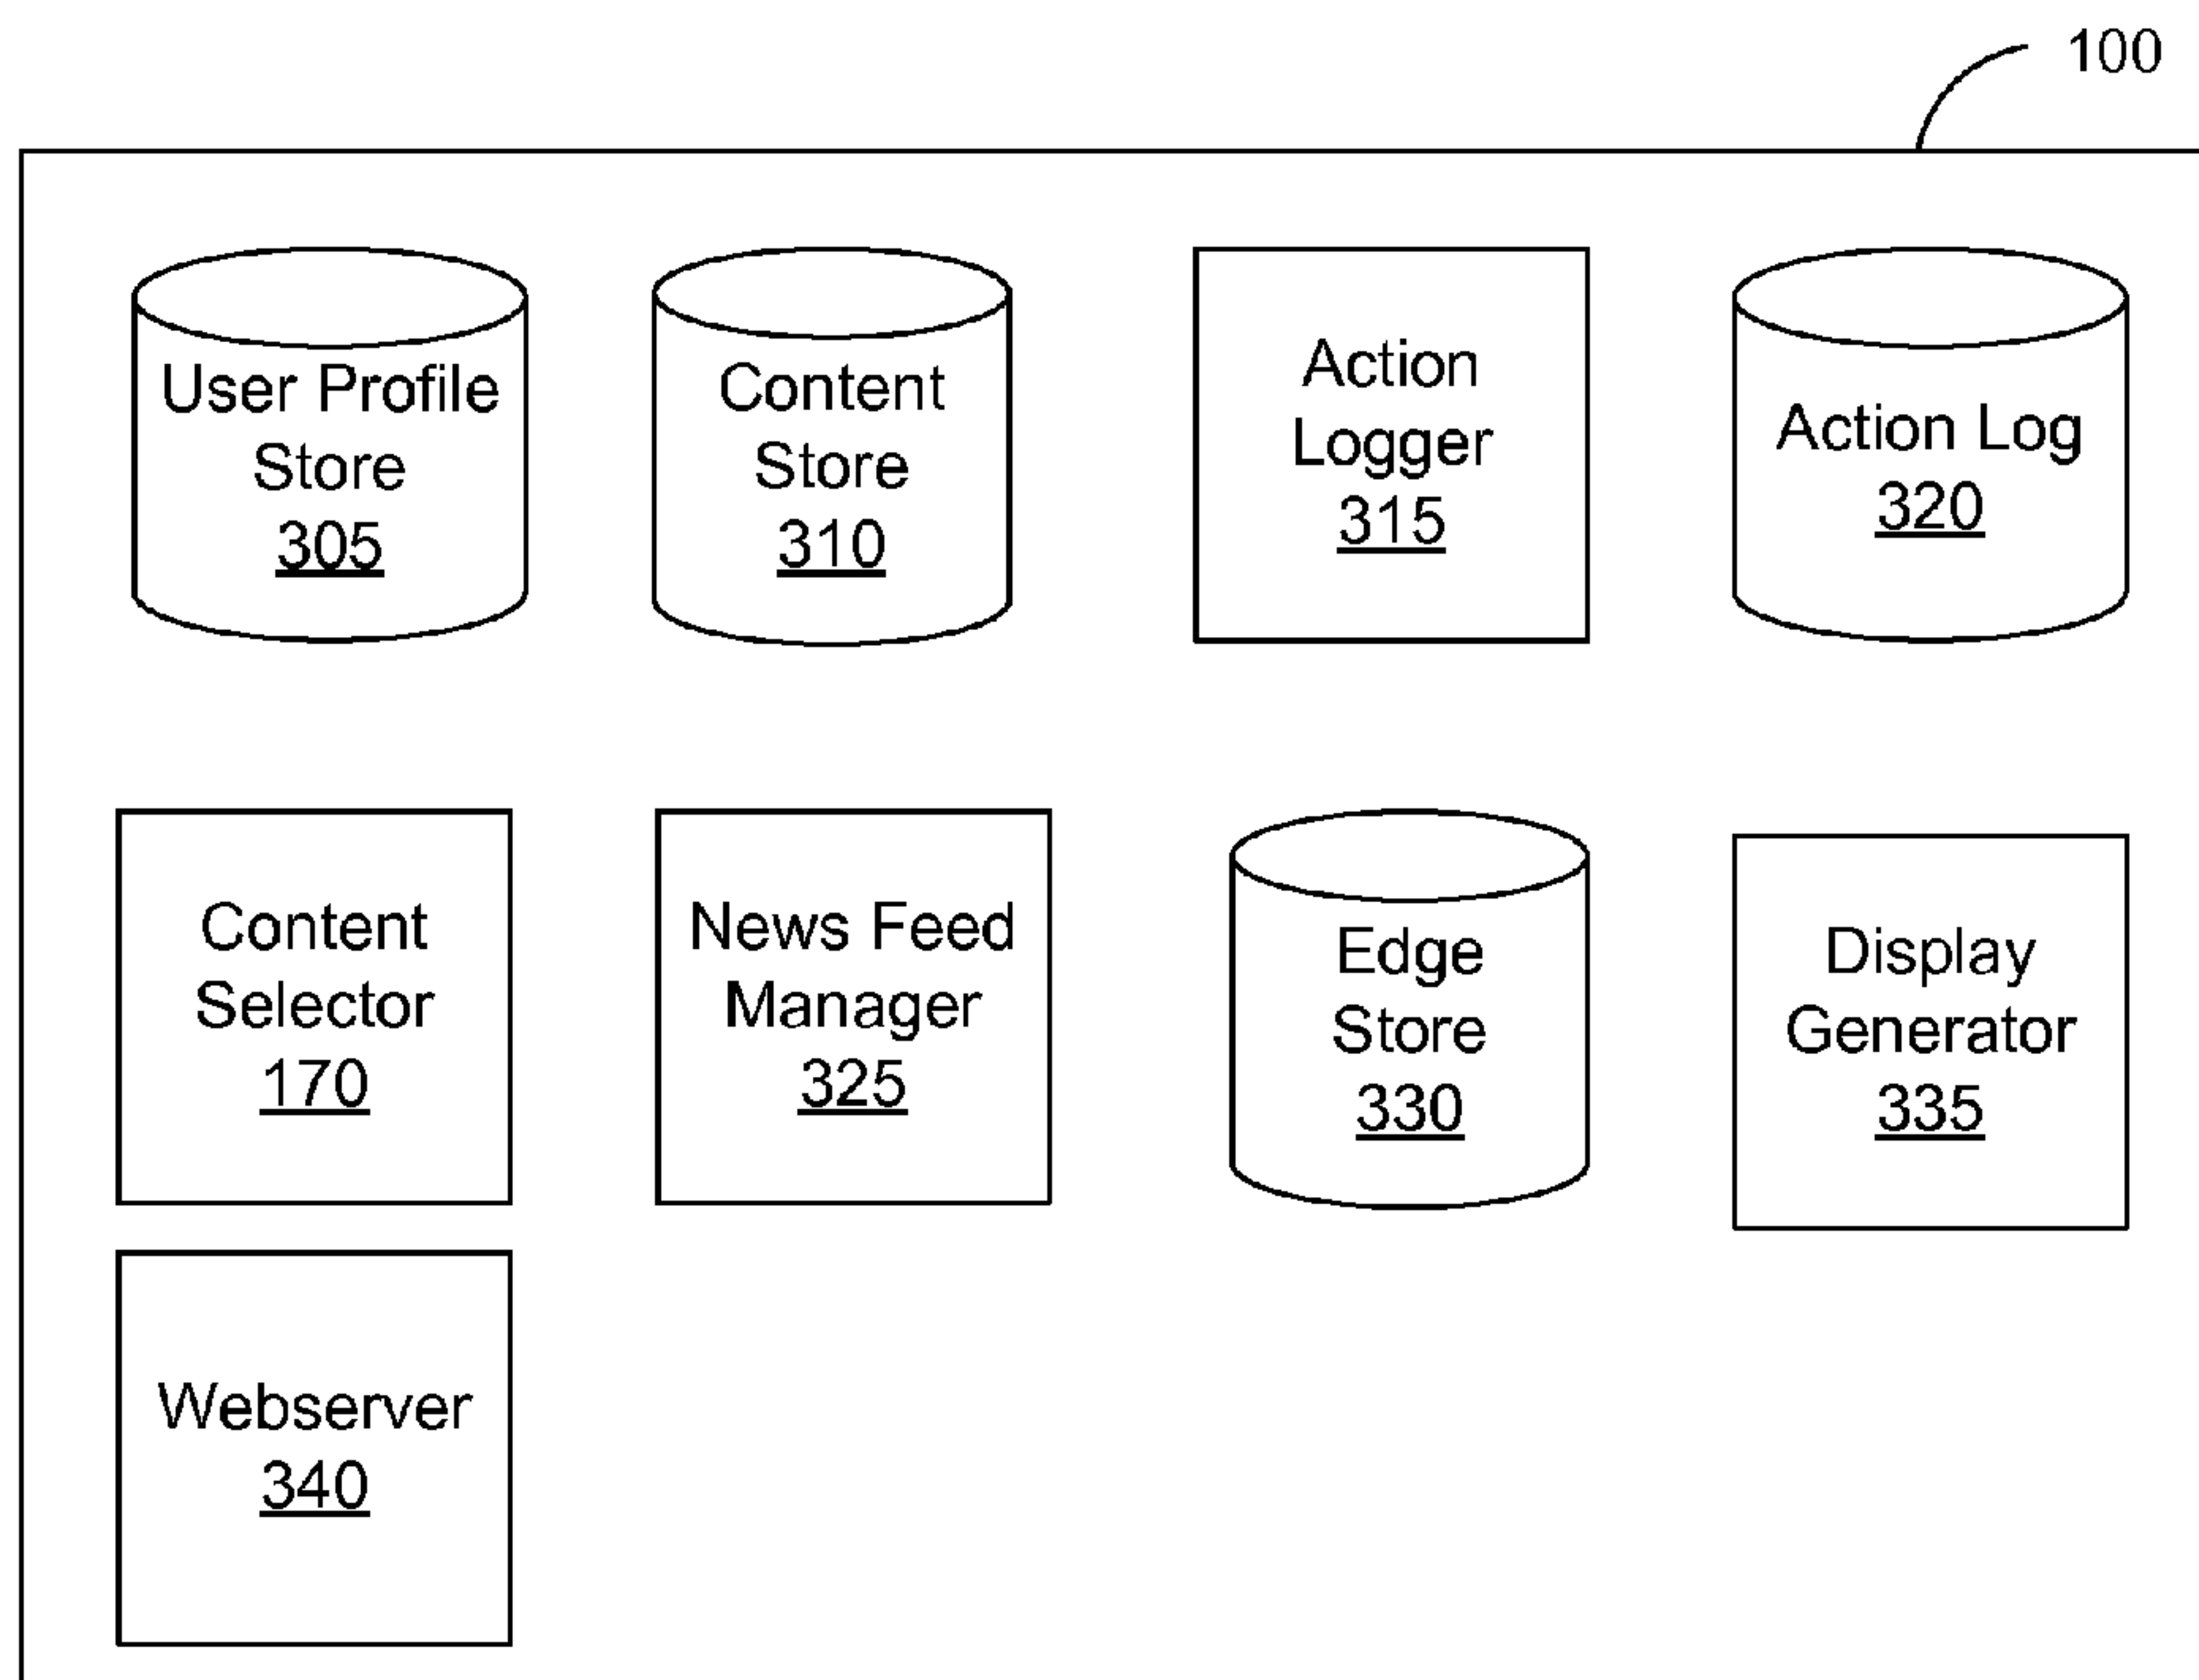 100
User Profile
Store
305
Content
Store
310
Action
Logger
315
Action Log
320
Content
Selector
170
News Feed
Manager
325
Edge
Store
330
Display
Generator
335
Webserver
340